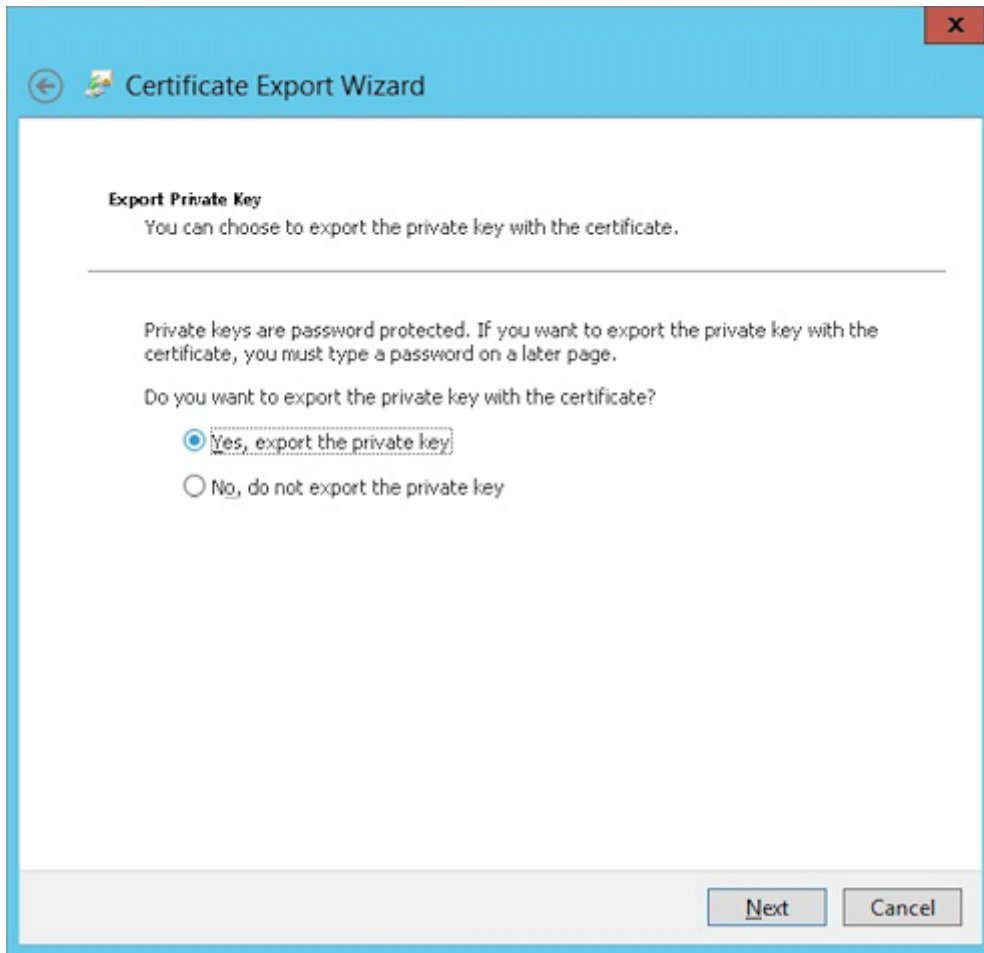 X
Certificate Export Wizard
Export Private Key
You can choose to export the private key with the certificate.
Private keys are password protected. If you want to export the private key with the
certificate, you must type a password on a later page.
Do you want to export the private key with the certificate?
Yes, export the private key
No, do not export the private key
Next
Cancel